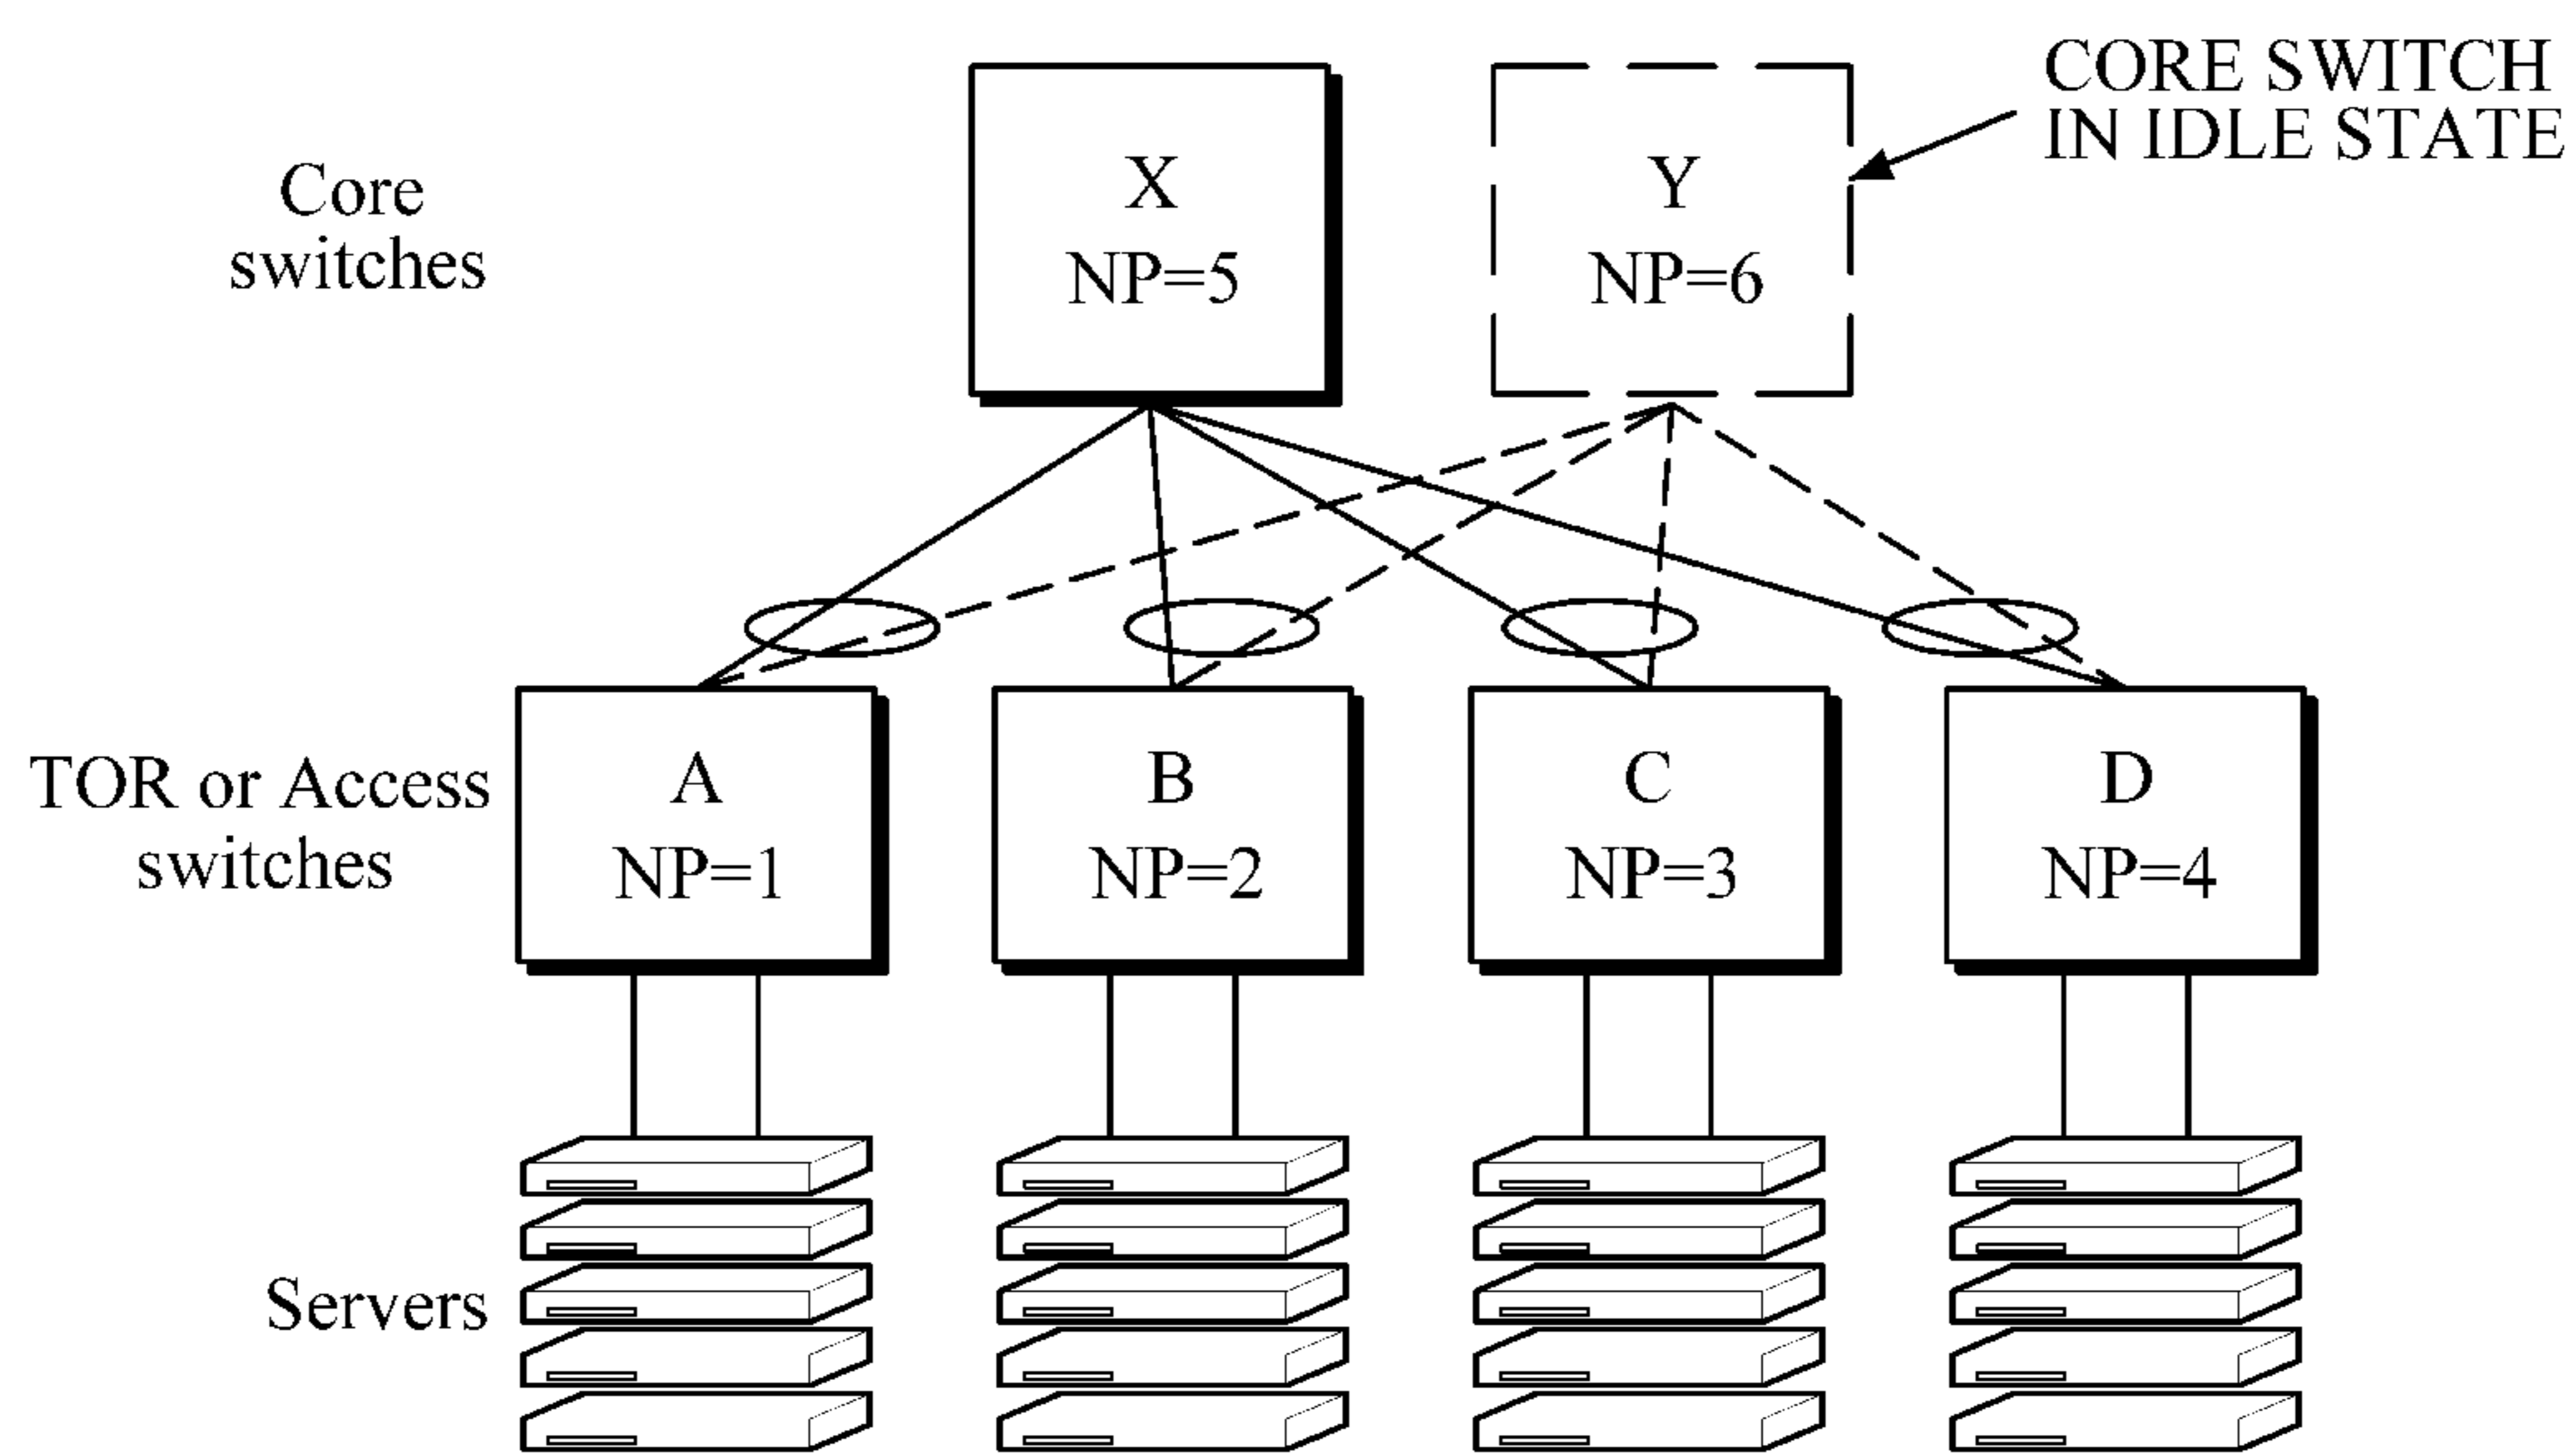 CORE SWITCH
IN IDLE STATE
Core
switches
X
NP=5
Y
NP=6
TOR or Access
switches
A
NP=1
B
NP=2
C
NP=3
D
NP=4
Servers